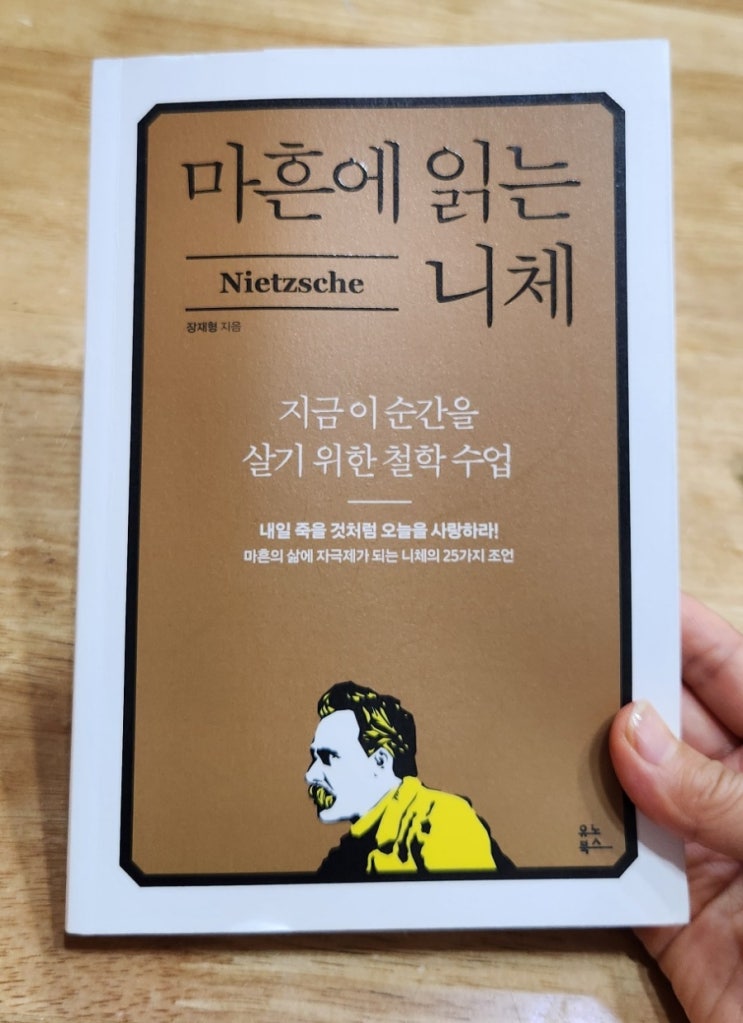 마흔에 읽는
니체
Nietzsche
장재형 지음
지금 이 순간을
살기 위한 철학 수업
내일 죽을 것처럼 오늘을 사랑하라!
마흔의 삶에 자극제가 되는 니체의 25가지 조언
유노
북스